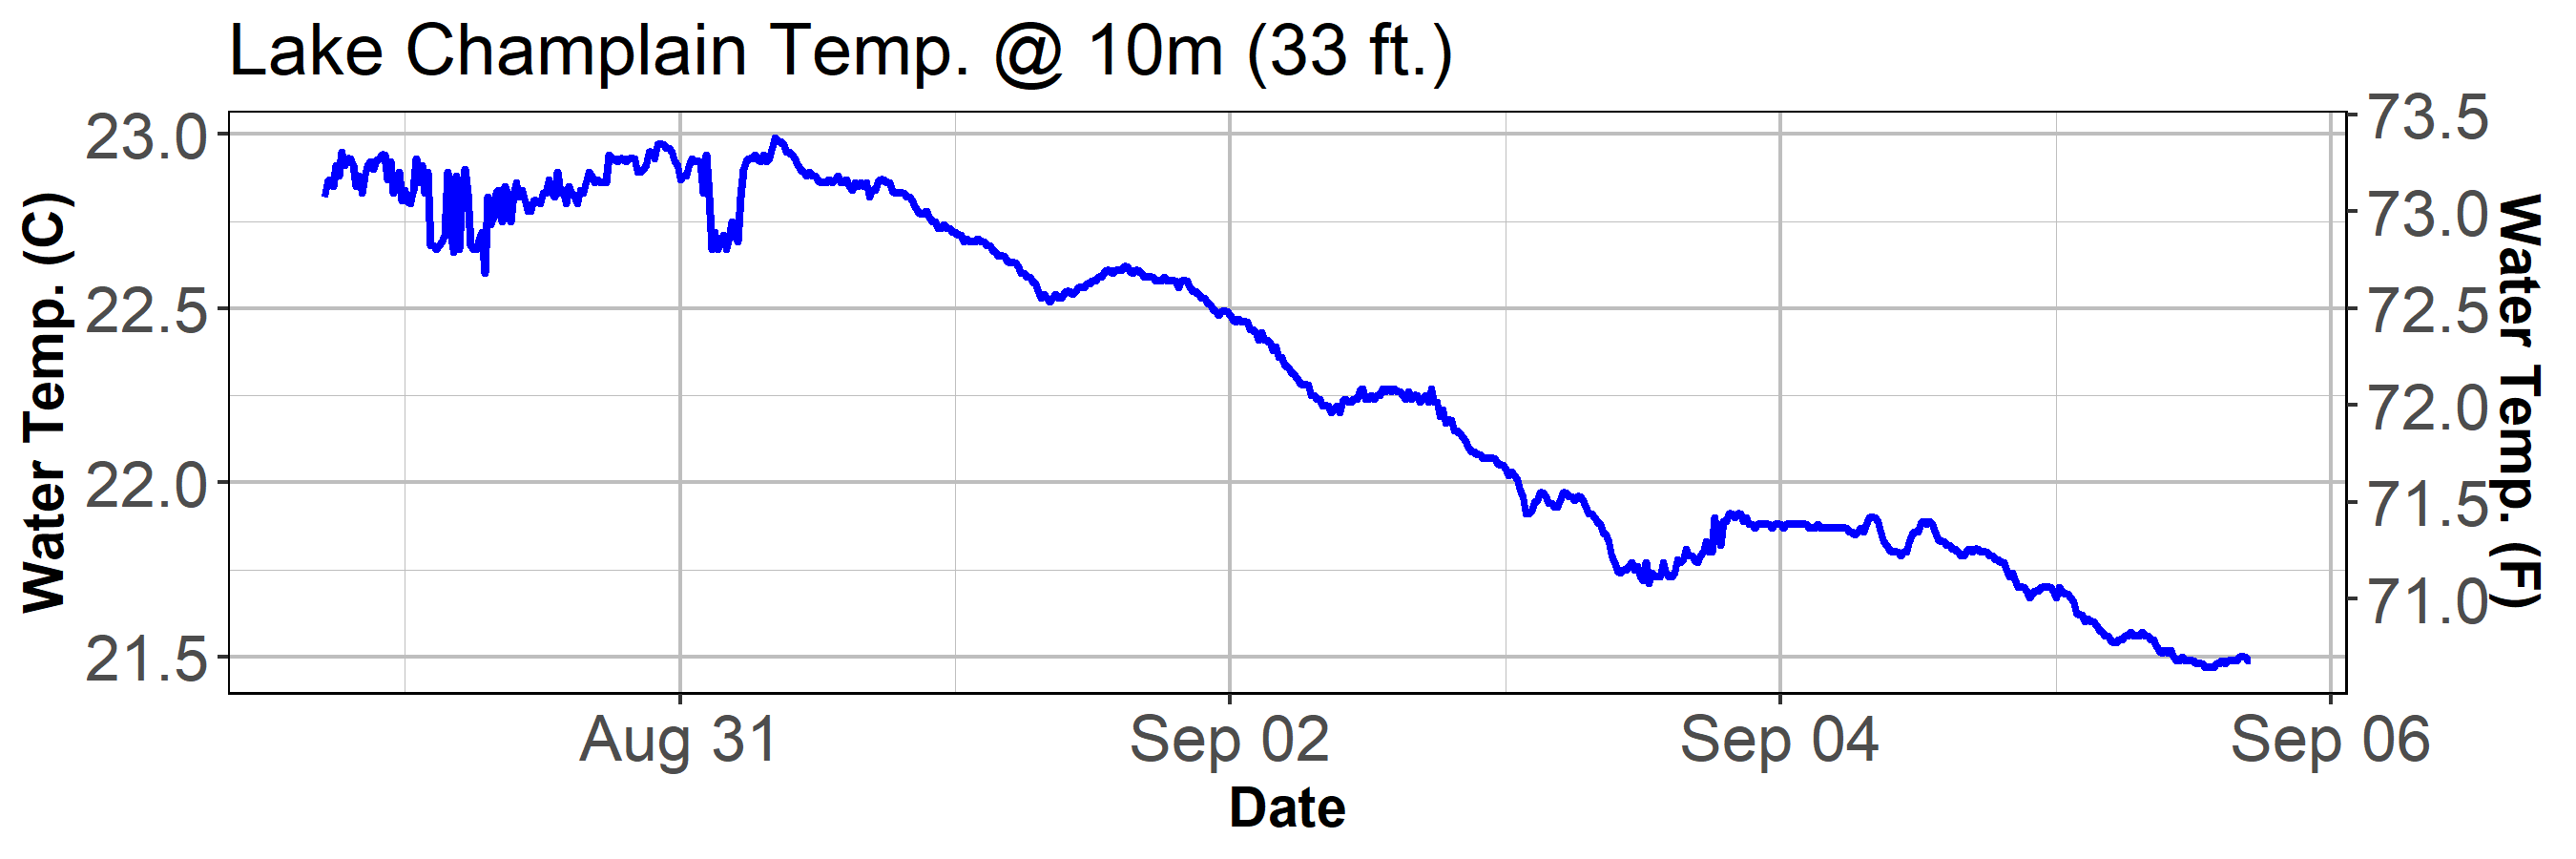 Lake Champlain Temp. @ 10m (33 ft.)
Water Temp. (C)
23.0
22.5
22.0
21.5
73.5
73.0
72.5
72.0
71.5
71.0
Water Temp. (F)
Aug 31
Sep 02
Sep 04
Sep 06
Date